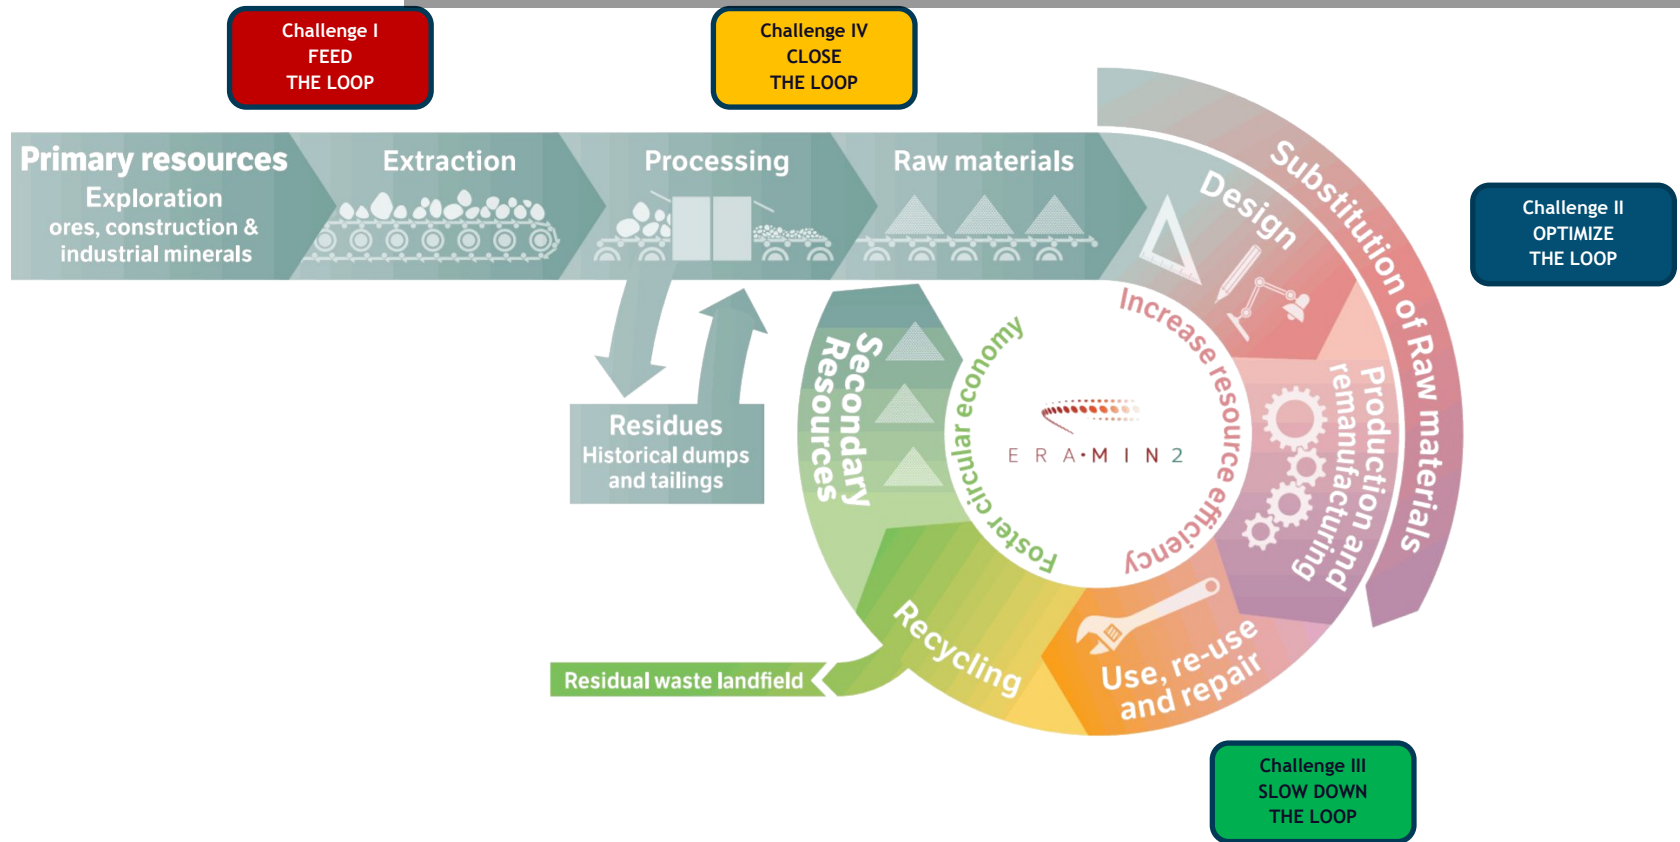 Challenge I
FEED
THE LOOP
Challenge IV
CLOSE
THE LOOP
Primary resources
Exploration
ores, construction &
industrial minerals
Extraction
Processing
Raw materials
Design
Substitution of Raw materials
Challenge II
OPTIMIZE
THE LOOP
Increase resource efficiency
Foster circular economy
ERA·MIN2
Production and
remanufacturing
Secondary
Resources
Residues
Historical dumps
and tailings
Recycling
Use, re-use
and repair
Residual waste landfield
Challenge III
SLOW DOWN
THE LOOP